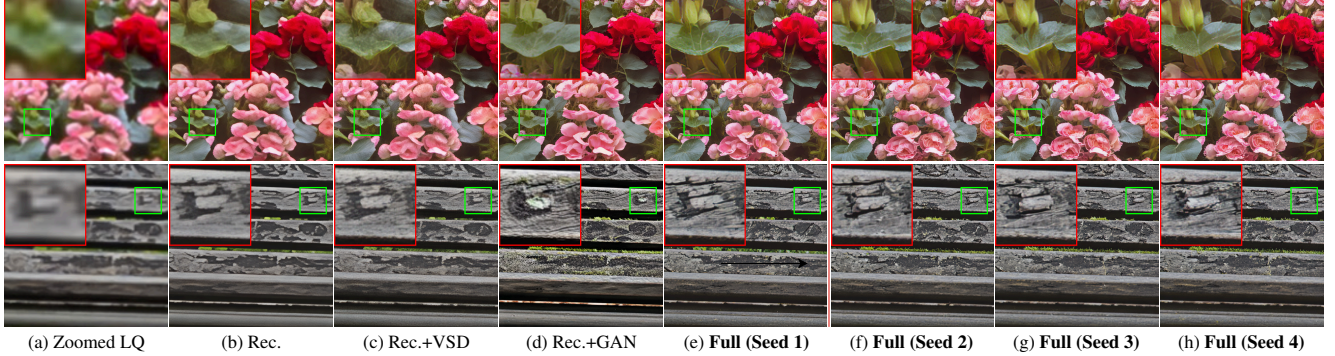 (a) Zoomed LQ
(b) Rec.
(c) Rec.+VSD
(d) Rec.+GAN
(e) Full (Seed 1)
(f) Full (Seed 2)
(g) Full (Seed 3)
(h) Full (Seed 4)